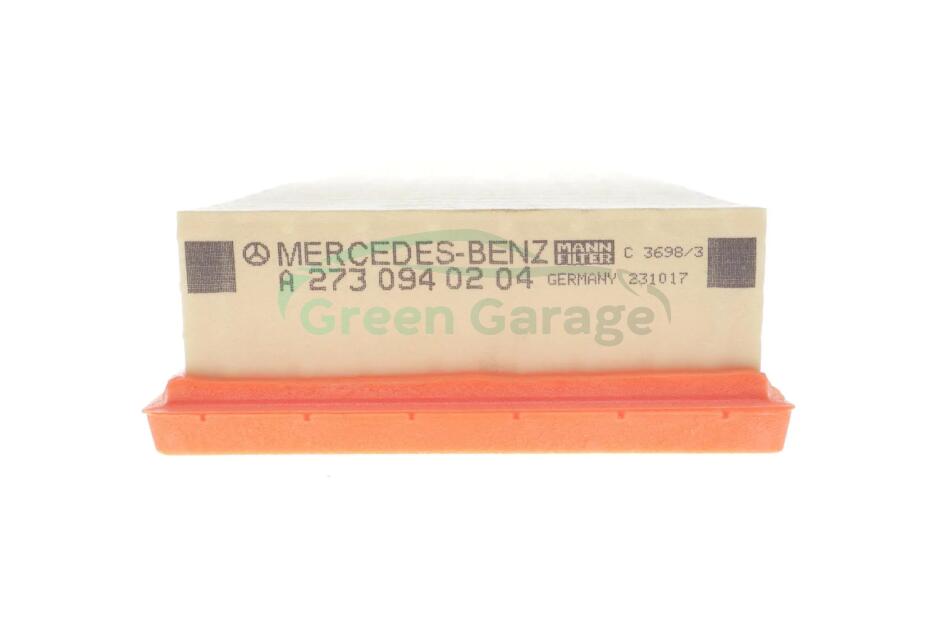 MERCEDES-BENZ MANN FILTER C 3698/3
A 273 094 02 04 GERMANY 231017
Green Garage